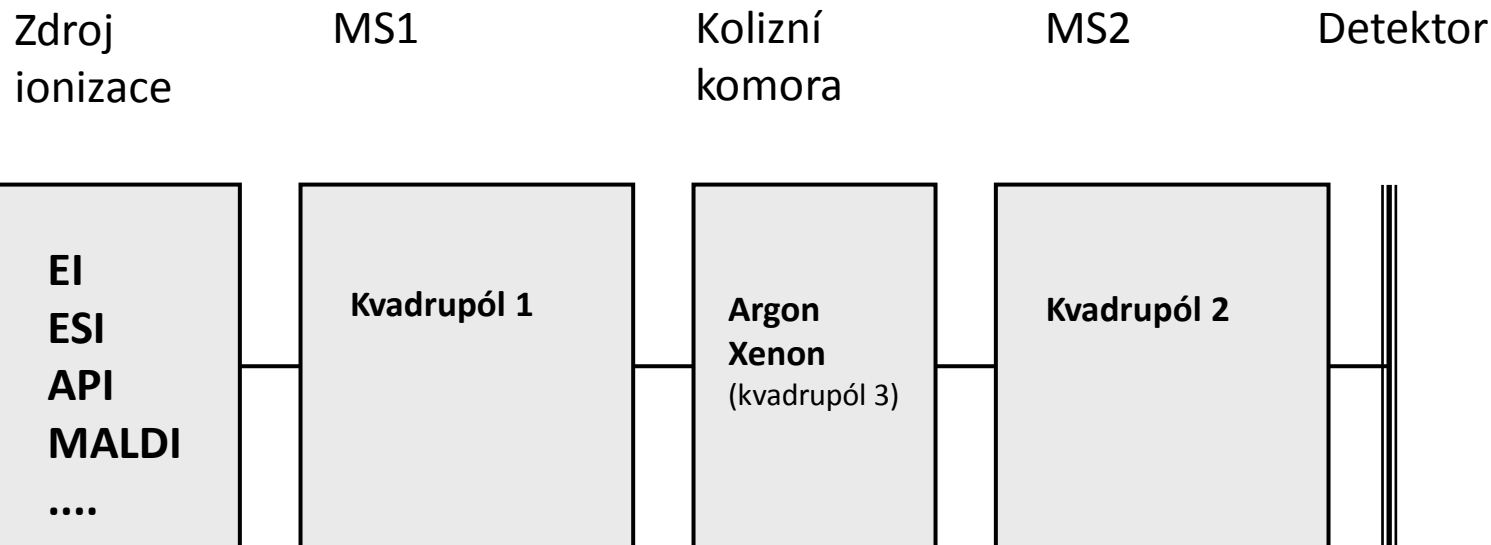 Zdroj
ionizace
MS1
Kolizní
komora
MS2
Detektor
EI
ESI
API
MALDI
....
Kvadrupól 1
Argon
Xenon
(kvadrupól 3)
Kvadrupól 2